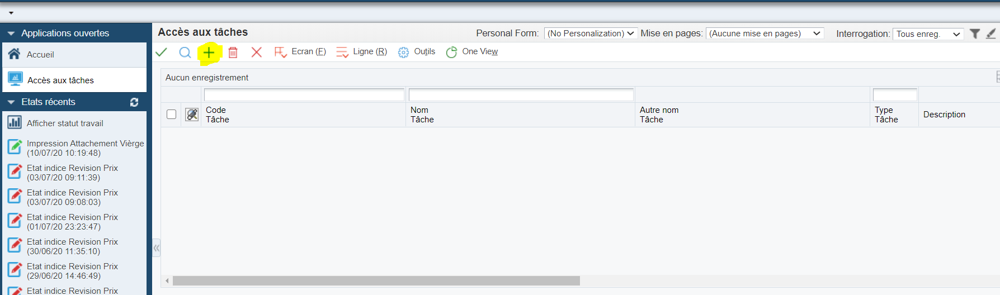 Applications ouvertes
Accueil
Accès aux tâches
Etats récents
Afficher statut travail
Impression Attachement Vièrge
(10/07/20 10:19:48)
Etat indice Revision Prix
(03/07/20 09:11:39)
Etat indice Revision Prix
(03/07/20 09:08:03)
Etat indice Revision Prix
(01/07/20 23:23:47)
Etat indice Revision Prix
(30/06/20 11:35:10)
Etat indice Revision Prix
(29/06/20 14:46:49)
Etat indice Revision Prix
Accès aux tâches
Personal Form: (No Personalization) Mise en pages: (Aucune mise en pages) Interrogation: Tous enreg.
Ecran (F) Ligne (R) Outils One View
Aucun enregistrement
Code
Tâche
Nom
Tâche
Autre nom
Tâche
Type
Tâche
Description